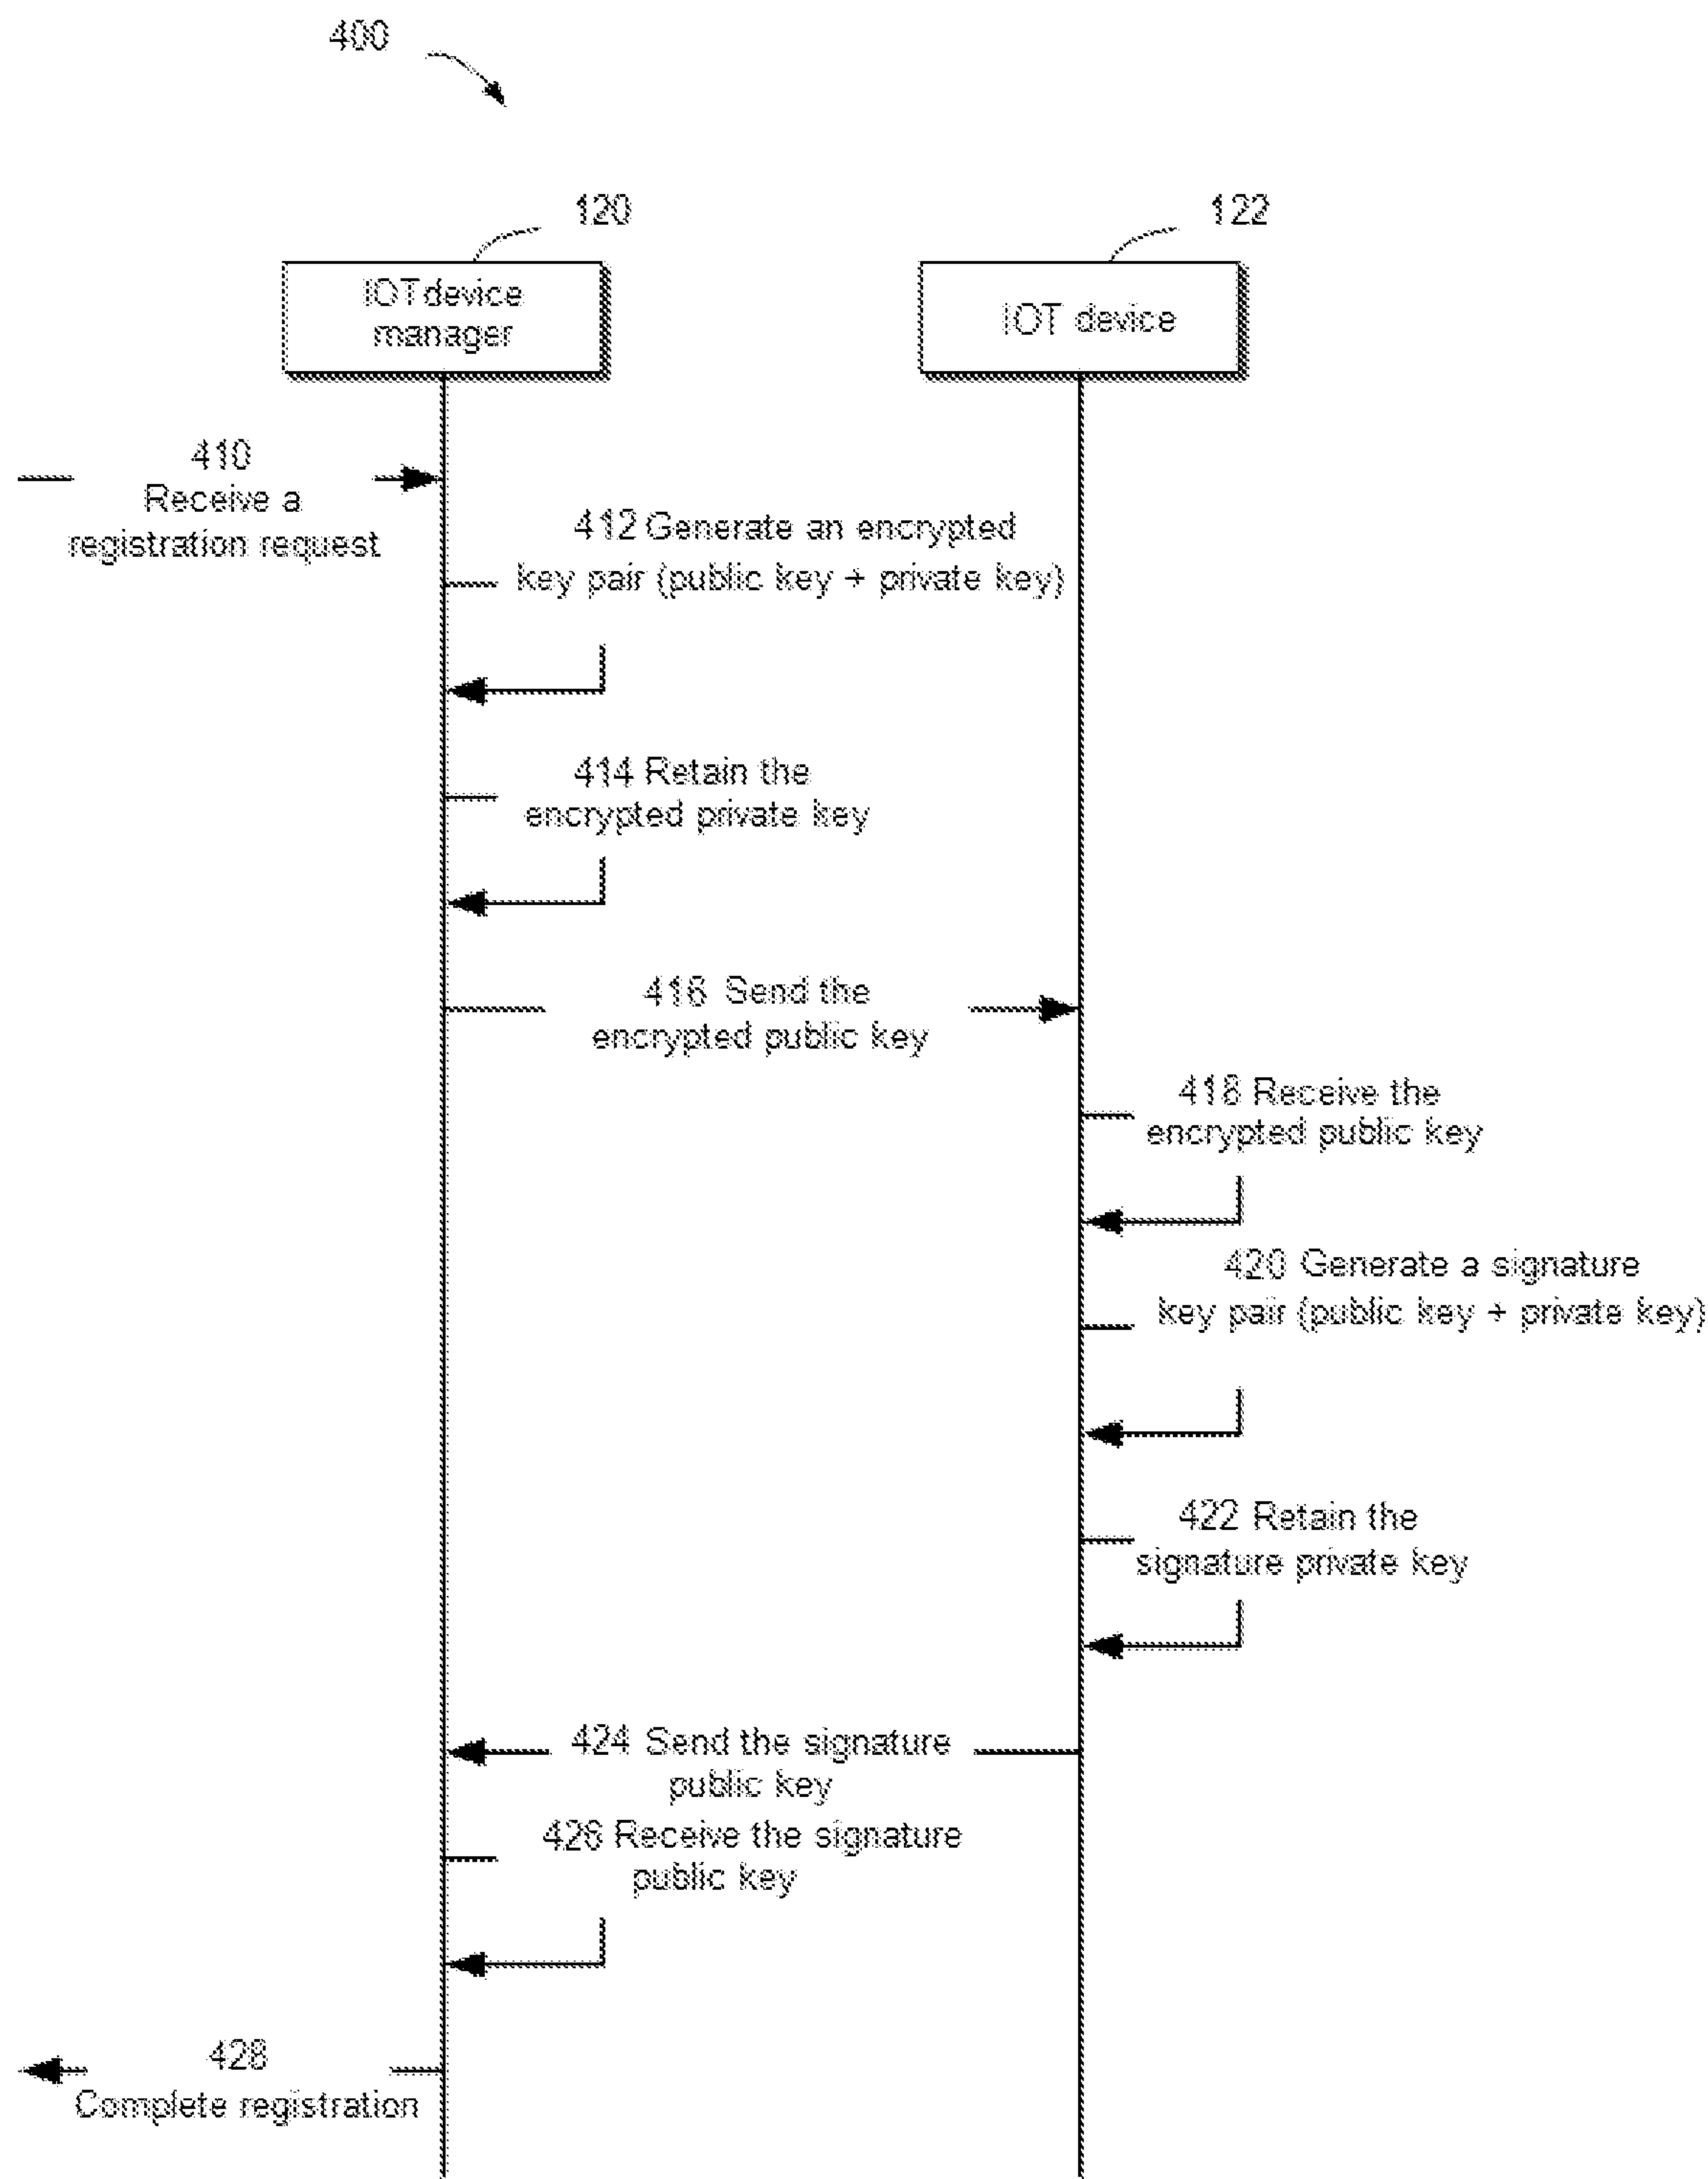 400
120
122
IOT device
manager
IOT device
410
Receive a
registration request
412 Generate an encrypted
key pair (public key + private key)
414 Retain the
encrypted private key
416 Send the
encrypted public key
418 Receive the
encrypted public key
420 Generate a signature
key pair (public key + private key)
422 Retain the
signature private key
424 Send the signature
public key
426 Receive the signature
public key
428
Complete registration